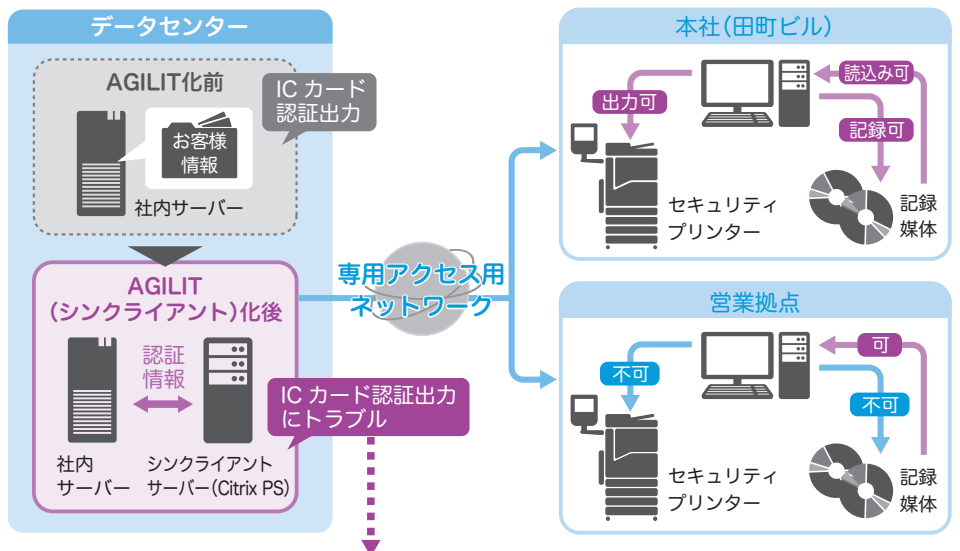 データセンター
AGILIT化前
IC カード
認証出力
お客様
情報
社内サーバー
AGILIT
(シンクライアント)化後
認証
情報
IC カード認証出力
にトラブル
社内
サーバー
シンクライアント
サーバー(Citrix PS)
専用アクセス用
ネットワーク
本社(田町ビル)
出力可
読込み可
記録可
セキュリティ
プリンター
記録
媒体
営業拠点
不可
可
不可
セキュリティ
プリンター
記録
媒体